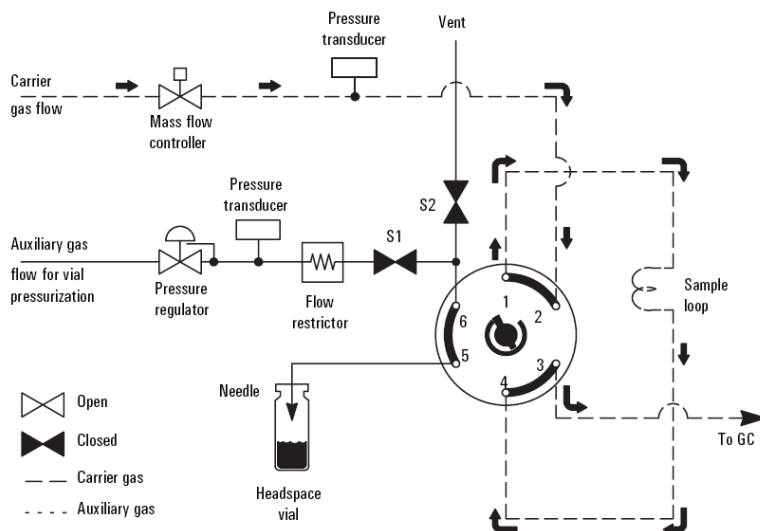 Pressure
transducer
Vent
Carrier
gas flow
Mass flow
controller
Pressure
transducer
S2
S1
Auxiliary gas
flow for vial
pressurization
Pressure
regulator
Flow
restrictor
1
2
6
5
3
4
Sample
loop
Needle
Open
Closed
Carrier gas
Auxiliary gas
Headspace
vial
To GC